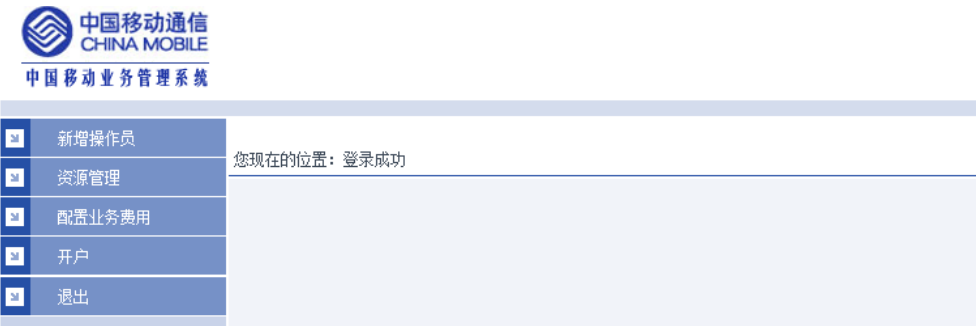 中国移动通信
CHINA MOBILE
中国移动业务管理系统
新增操作员
您现在的位置：登录成功
资源管理
配置业务费用
开户
退出